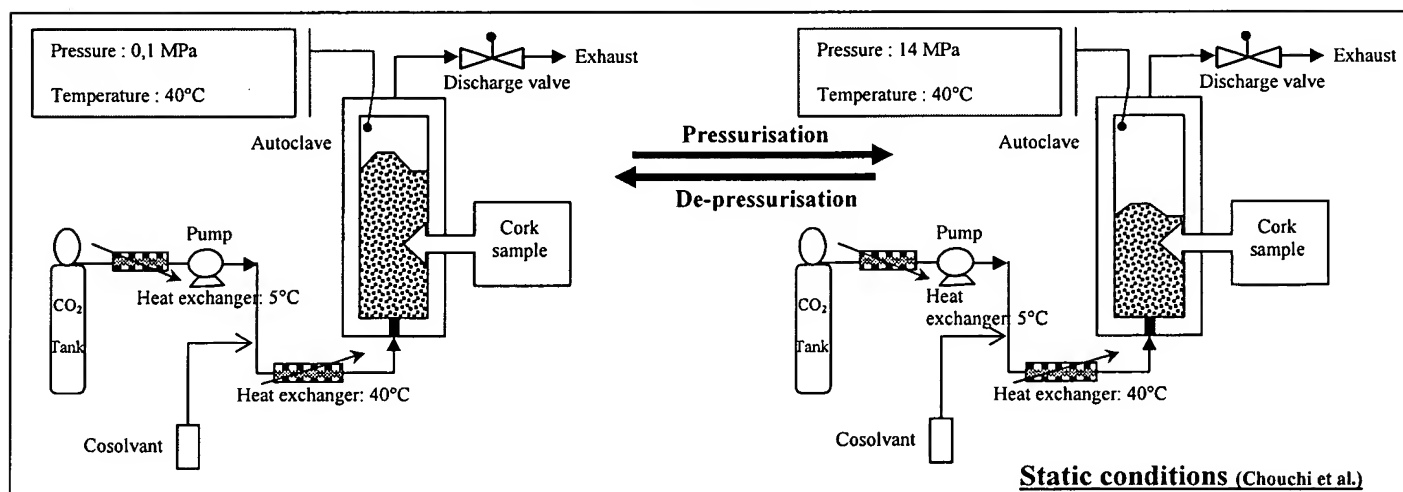 Pressure : 0,1 MPa
Temperature : 40°C
Exhaust
Discharge valve
Autoclave
Pump
Heat exchanger: 5°C
CO₂
Tank
Heat exchanger: 40°C
Cosolvant
Cork
sample
Pressurisation
De-pressurisation
Pressure : 14 MPa
Temperature : 40°C
Exhaust
Discharge valve
Autoclave
Pump
Heat
exchanger: 5°C
CO₂
Tank
Heat exchanger: 40°C
Cosolvant
Cork
sample
Static conditions (Chouchi et al.)